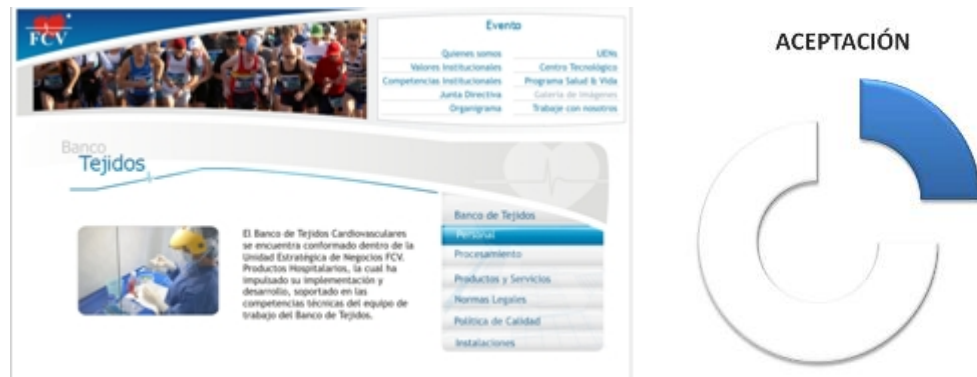 FCV
Evento
Quienes somos
Valores Institucionales
Competencias Institucionales
Junta Directiva
Organigrama
UENs
Centro Tecnológico
Programa Salud & Vida
Galería de Imágenes
Trabaje con nosotros
Banco
Tejidos
El Banco de Tejidos Cardiovasculares
se encuentra conformado dentro de la
Unidad Estratégica de Negocios FCV.
Productos Hospitalarios, la cual ha
impulsado su implementación y
desarrollo, soportado en las
competencias técnicas del equipo de
trabajo del Banco de Tejidos.
Banco de Tejidos
Personal
Procesamiento
Productos y Servicios
Normas Legales
Política de Calidad
Instalaciones
ACEPTACIÓN